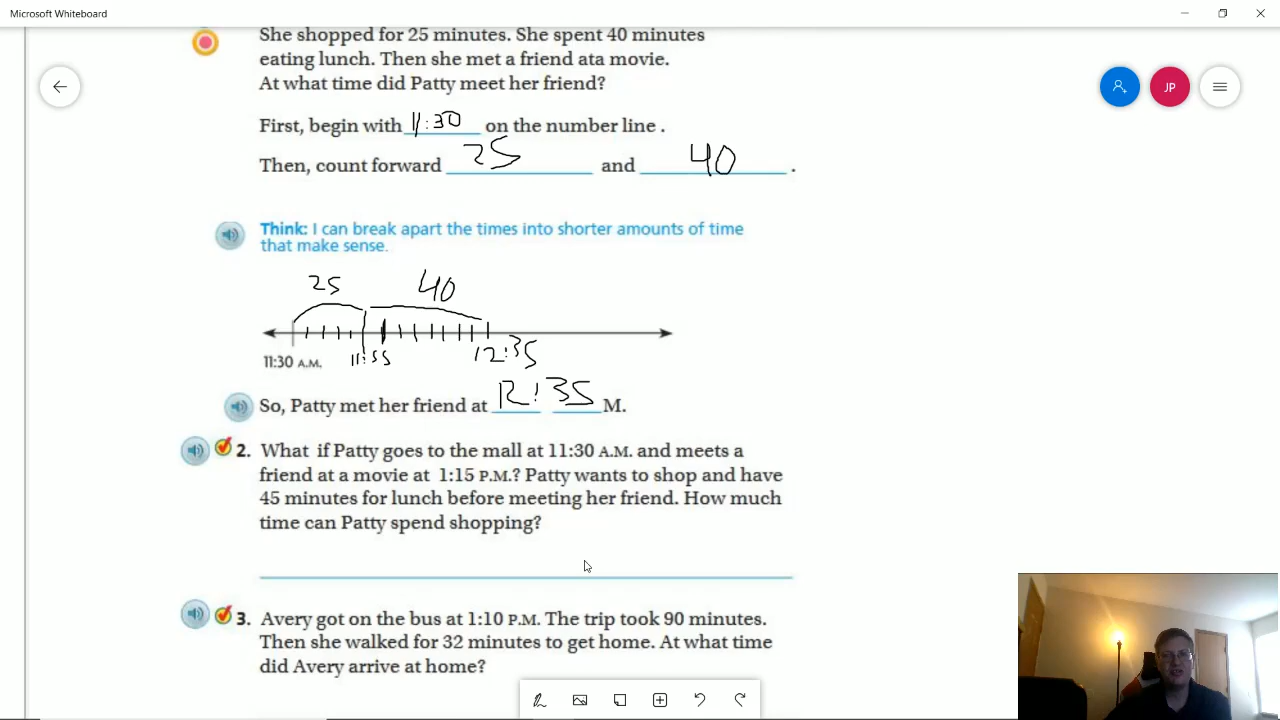 Microsoft Whiteboard
JP
She shopped for 25 minutes. She spent 40 minutes
eating lunch. Then she met a friend ata movie.
At what time did Patty meet her friend?
First, begin with 11:30 on the number line .
Then, count forward 25 and 40 .
Think: I can break apart the times into shorter amounts of time
that make sense.
25 40
11:30 A.M. 11:55 12:35
So, Patty met her friend at 12:35 M.
2. What if Patty goes to the mall at 11:30 A.M. and meets a
friend at a movie at 1:15 P.M.? Patty wants to shop and have
45 minutes for lunch before meeting her friend. How much
time can Patty spend shopping?
3. Avery got on the bus at 1:10 P.M. The trip took 90 minutes.
Then she walked for 32 minutes to get home. At what time
did Avery arrive at home?